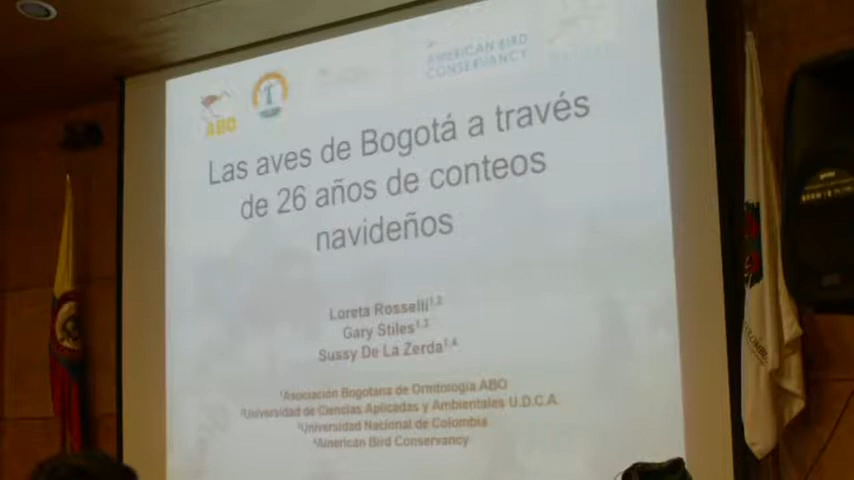 ABO
AMERICAN BIRD
CONSERVANCY
Las aves de Bogotá a través
de 26 años de conteos
navideños
Loreta Rosselli1,2
Gary Stiles1,3
Sussy De La Zerda1,4
1Asociación Bogotana de Ornitología ABO
2Universidad de Ciencias Aplicadas y Ambientales U.D.C.A.
3Universidad Nacional de Colombia
4American Bird Conservancy